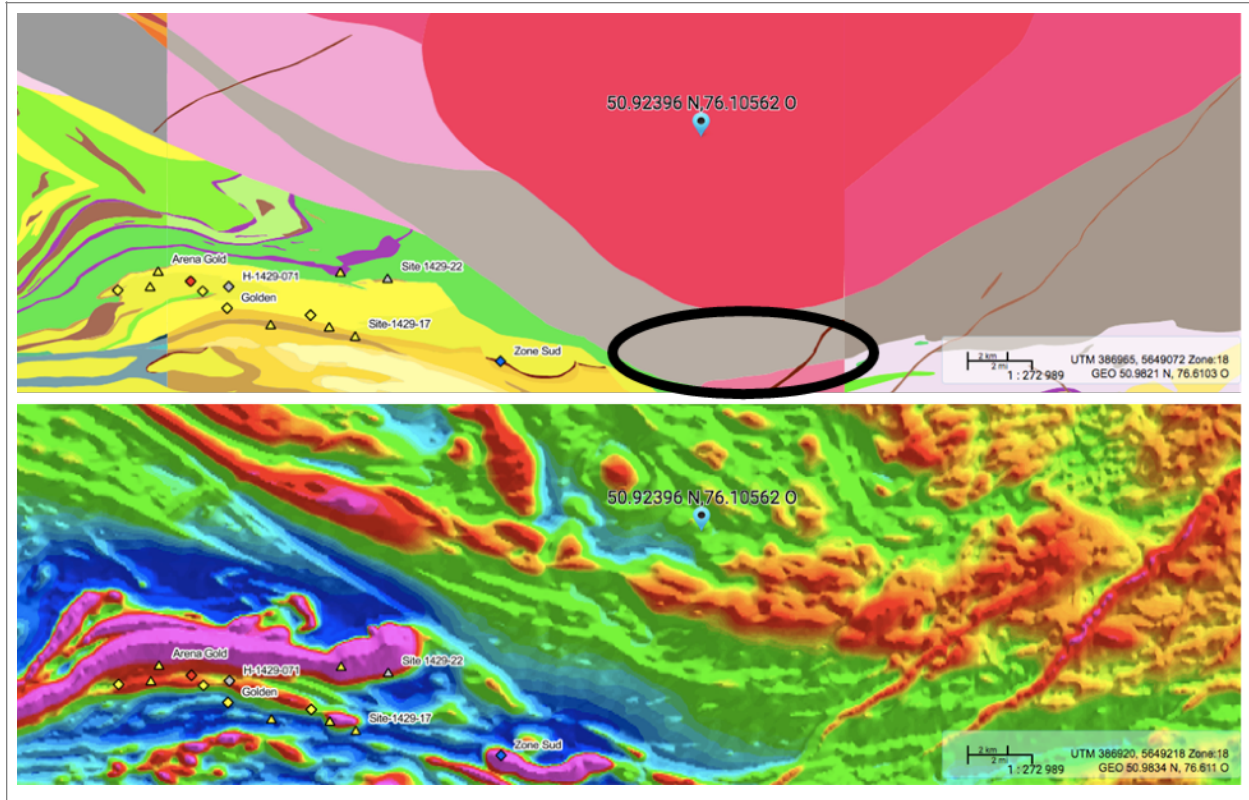 50.92396 N,76.10562 O
Arena Gold
H-1429-071
Site 1429-22
Golden
Site-1429-17
Zone Sud
2 km
2 mi
1 : 272 989
UTM 386965, 5649072 Zone:18
GEO 50.9821 N, 76.6103 O
50.92396 N,76.10562 O
Arena Gold
H-1429-071
Site 1429-22
Golden
Site-1429-17
Zone Sud
2 km
2 mi
1 : 272 989
UTM 386920, 5649218 Zone:18
GEO 50.9834 N, 76.611 O